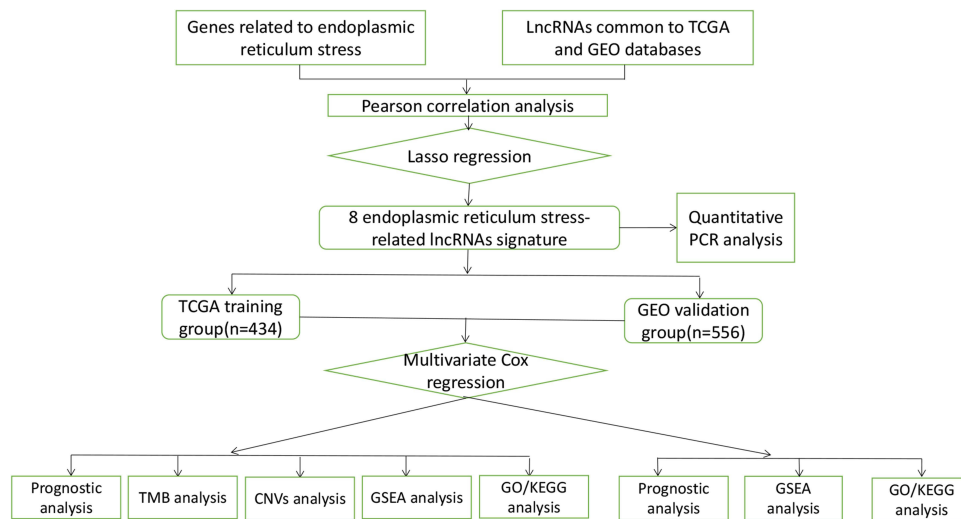 Genes related to endoplasmic
reticulum stress
LncRNAs common to TCGA
and GEO databases
Pearson correlation analysis
Lasso regression
8 endoplasmic reticulum stress-
related lncRNAs signature
Quantitative
PCR analysis
TCGA training
group(n=434)
GEO validation
group(n=556)
Multivariate Cox
regression
Prognostic
analysis
TMB analysis
CNVs analysis
GSEA analysis
GO/KEGG
analysis
Prognostic
analysis
GSEA
analysis
GO/KEGG
analysis